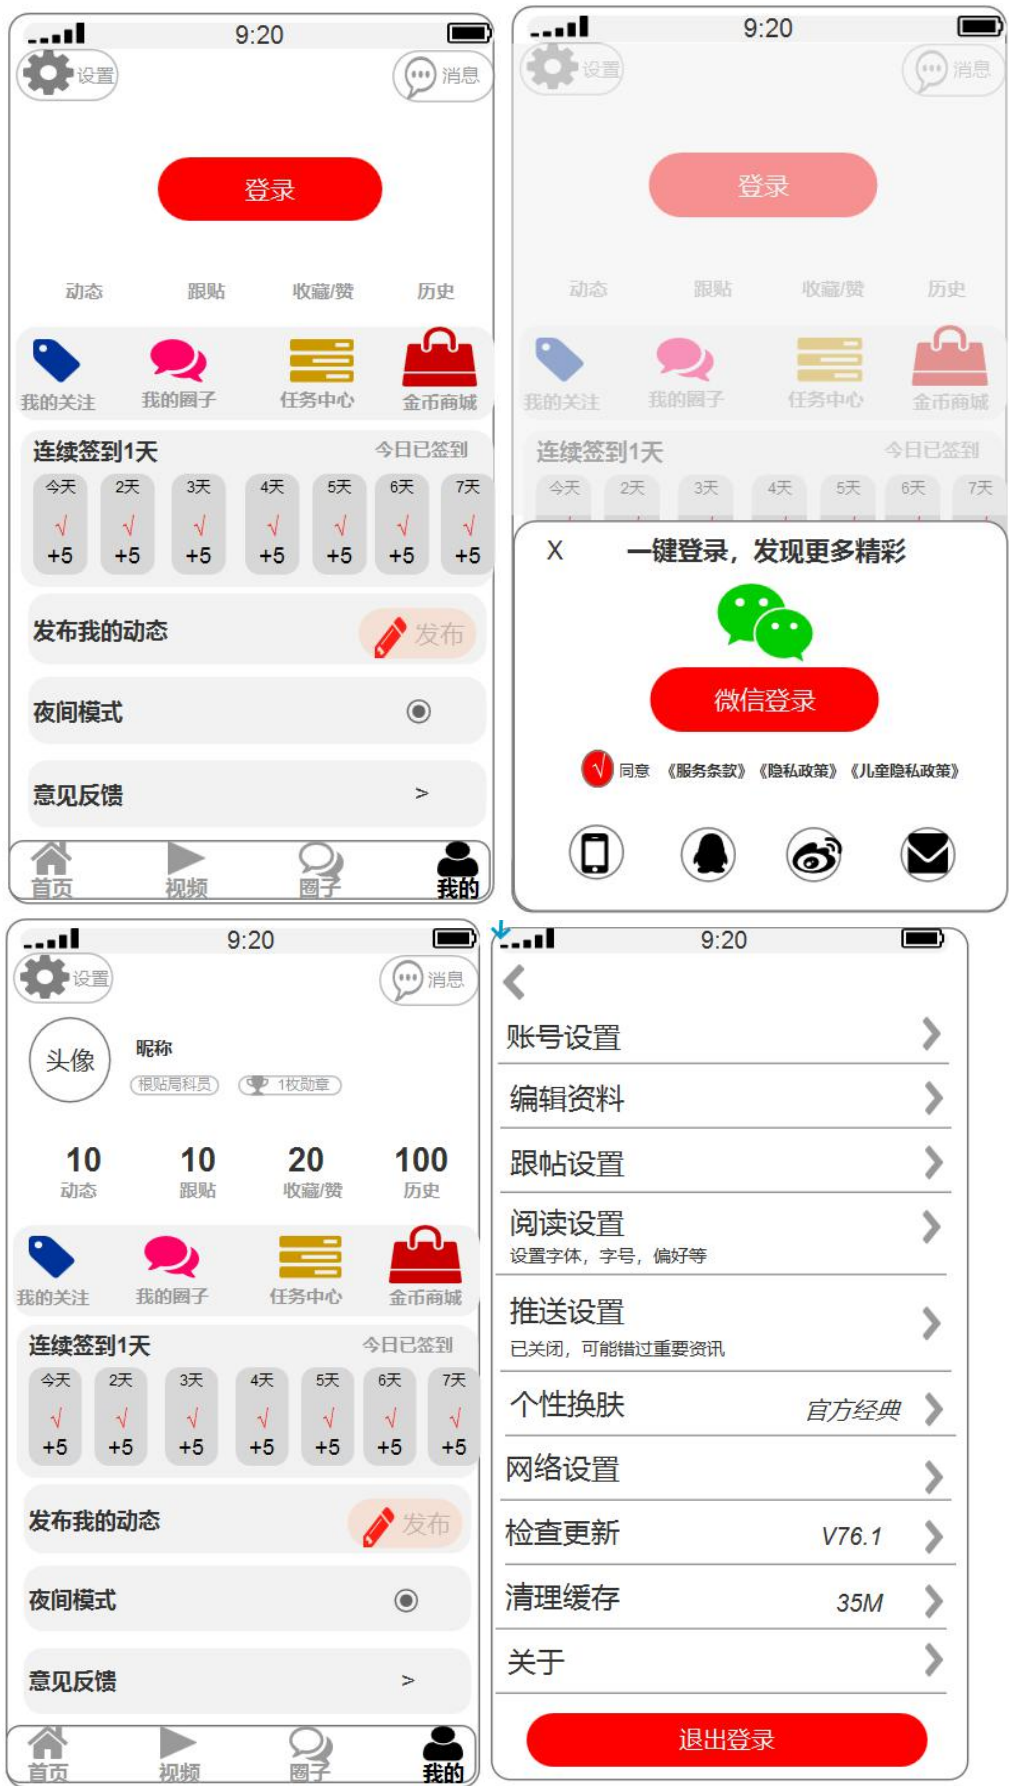 9:20
设置
消息
登录
动态 跟贴 收藏/赞 历史
我的关注 我的圈子 任务中心 金币商城
连续签到1天 今日已签到
今天 2天 3天 4天 5天 6天 7天
√ √ √ √ √ √ √
+5 +5 +5 +5 +5 +5 +5
发布我的动态 发布
夜间模式
意见反馈 >
首页 视频 圈子 我的
9:20
设置
消息
登录
动态 跟贴 收藏/赞 历史
我的关注 我的圈子 任务中心 金币商城
连续签到1天 今日已签到
今天 2天 3天 4天 5天 6天 7天
X 一键登录，发现更多精彩
微信登录
√ 同意 《服务条款》《隐私政策》《儿童隐私政策》
9:20
设置
消息
头像
昵称
根贴局科员 1枚勋章
10 10 20 100
动态 跟贴 收藏/赞 历史
我的关注 我的圈子 任务中心 金币商城
连续签到1天 今日已签到
今天 2天 3天 4天 5天 6天 7天
√ √ √ √ √ √ √
+5 +5 +5 +5 +5 +5 +5
发布我的动态 发布
夜间模式
意见反馈 >
首页 视频 圈子 我的
9:20
账号设置
编辑资料
跟帖设置
阅读设置
设置字体，字号，偏好等
推送设置
已关闭，可能错过重要资讯
个性换肤 官方经典
网络设置
检查更新 V76.1
清理缓存 35M
关于
退出登录